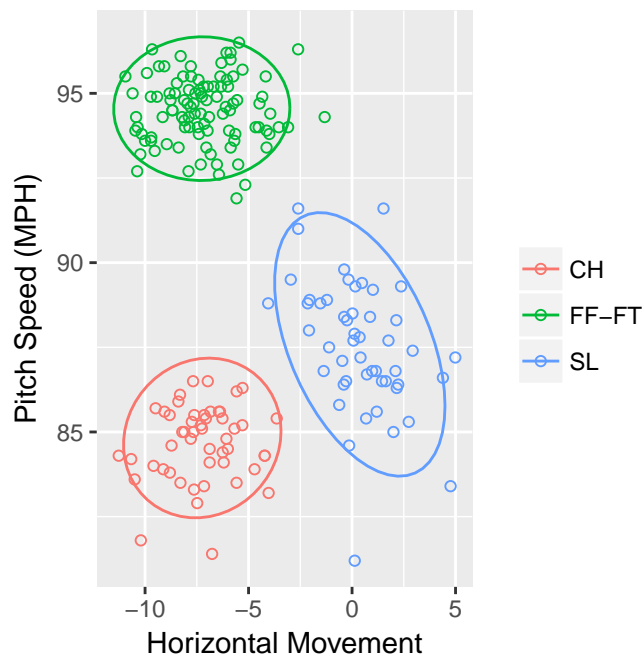 95
90
85
−10
−5
0
5
Horizontal Movement
Pitch Speed (MPH)
CH
FF−FT
SL